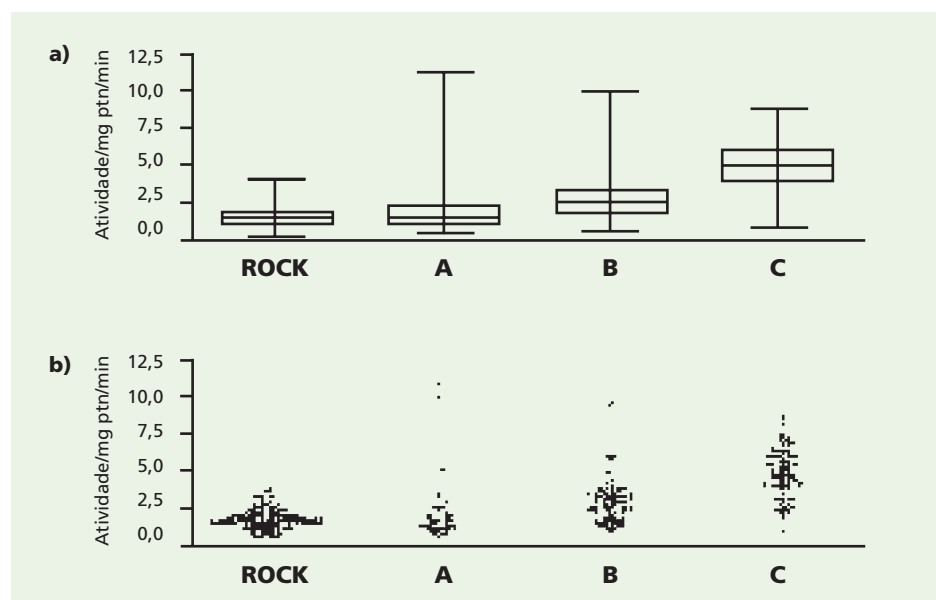 a)
Atividade/mg ptn/min
12,5
10,0
7,5
5,0
2,5
0,0
ROCK A B C
b)
Atividade/mg ptn/min
12,5
10,0
7,5
5,0
2,5
0,0
ROCK A B C